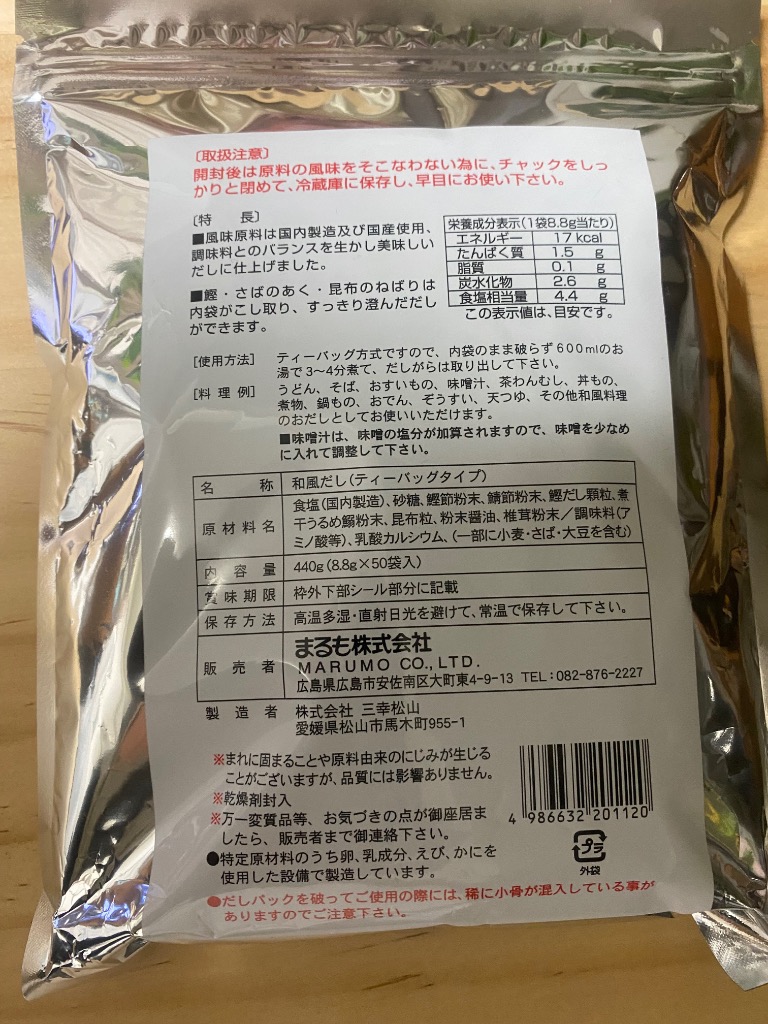 〔取扱注意〕
開封後は原料の風味をそこなわない為に、チャックをしっ
かりと閉めて、冷蔵庫に保存し、早目にお使い下さい。
〔特　長〕
■風味原料は国内製造及び国産使用、
調味料とのバランスを生かし美味しい
だしに仕上げました。
■鰹・さばのあく・昆布のねばりは
内袋がこし取り、すっきり澄んだだし
ができます。
栄養成分表示(1袋8.8g当たり)
エネルギー 17 kcal
たんぱく質 1.5 g
脂質 0.1 g
炭水化物 2.6 g
食塩相当量 4.4 g
この表示値は、目安です。
[使用方法] ティーバッグ方式ですので、内袋のまま破らず600mlのお
湯で3〜4分煮て、だしがらは取り出して下さい。
[料理例] うどん、そば、おすいもの、味噌汁、茶わんむし、丼もの、
煮物、鍋もの、おでん、ぞうすい、天つゆ、その他和風料理
のおだしとしてお使いいただけます。
■味噌汁は、味噌の塩分が加算されますので、味噌を少なめ
に入れて調整して下さい。
名称 和風だし(ティーバッグタイプ)
原材料名 食塩(国内製造)、砂糖、鰹節粉末、鯖節粉末、鰹だし顆粒、煮
干うるめ鰯粉末、昆布粒、粉末醤油、椎茸粉末／調味料(ア
ミノ酸等)、乳酸カルシウム、(一部に小麦・さば・大豆を含む)
内容量 440g(8.8g×50袋入)
賞味期限 枠外下部シール部分に記載
保存方法 高温多湿・直射日光を避けて、常温で保存して下さい。
販売者 まるも株式会社
MARUMO CO.,LTD.
広島県広島市安佐南区大町東4-9-13 TEL:082-876-2227
製造者 株式会社 三幸松山
愛媛県松山市馬木町955-1
※まれに固まることや原料由来のにじみが生じる
ことがございますが、品質には影響ありません。
※乾燥剤封入
※万一変質品等、お気づきの点が御座居ま
したら、販売者まで御連絡下さい。
●特定原材料のうち卵、乳成分、えび、かにを
使用した設備で製造しています。
●だしパックを破ってご使用の際には、稀に小骨が混入している事が
ありますのでご注意下さい。
4 986632 201120
プラ
外袋